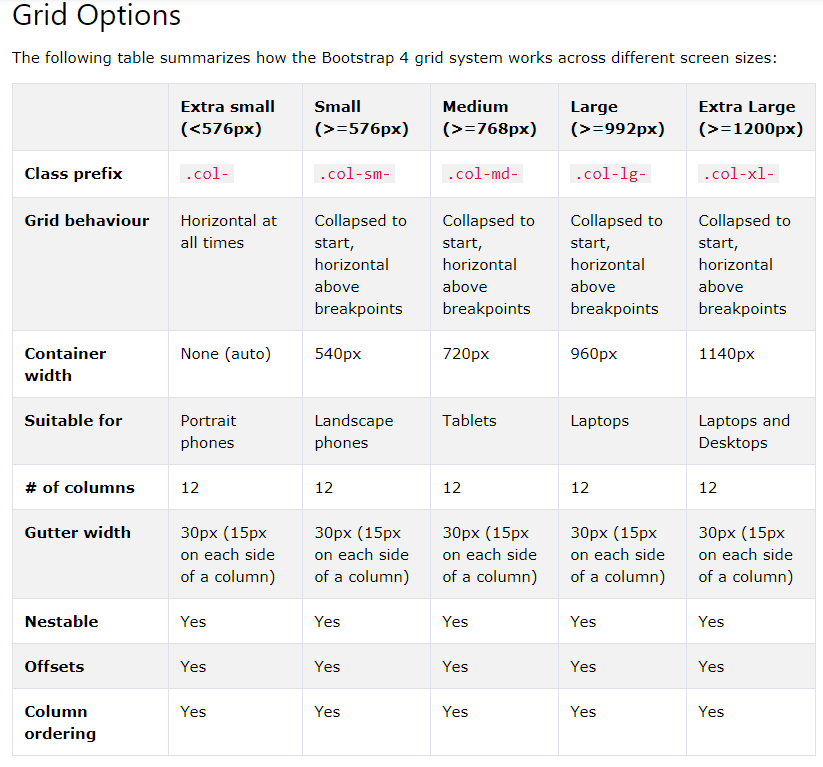 Grid Options
The following table summarizes how the Bootstrap 4 grid system works across different screen sizes:
Extra small Small Medium Large Extra Large
(<576px) (>=576px) (>=768px) (>=992px) (>=1200px)
Class prefix .col- .col-sm- .col-md- .col-lg- .col-xl-
Grid behaviour Horizontal at Collapsed to Collapsed to Collapsed to Collapsed to
all times start, start, start, start,
horizontal horizontal horizontal horizontal
above above above above
breakpoints breakpoints breakpoints breakpoints
Container None (auto) 540px 720px 960px 1140px
width
Suitable for Portrait Landscape Tablets Laptops Laptops and
phones phones Desktops
# of columns 12 12 12 12 12
Gutter width 30px (15px 30px (15px 30px (15px 30px (15px 30px (15px
on each side on each side on each side on each side on each side
of a column) of a column) of a column) of a column) of a column)
Nestable Yes Yes Yes Yes Yes
Offsets Yes Yes Yes Yes Yes
Column Yes Yes Yes Yes Yes
ordering